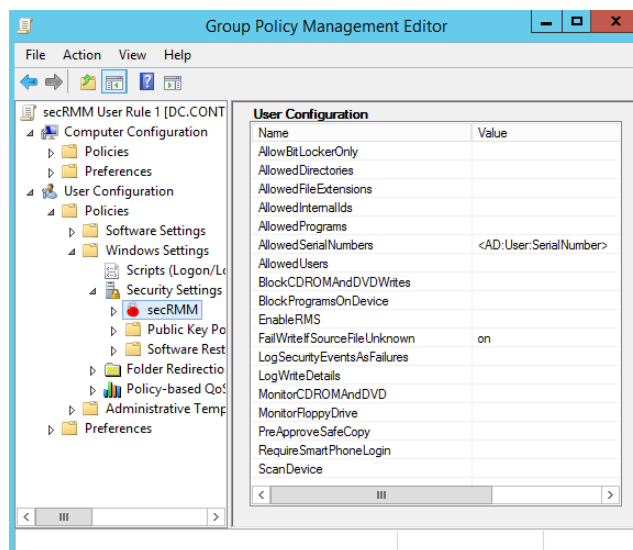 Group Policy Management Editor
File Action View Help
secRMM User Rule 1 [DC.CONT
Computer Configuration
Policies
Preferences
User Configuration
Policies
Software Settings
Windows Settings
Scripts (Logon/Lo
Security Settings
secRMM
Public Key Po
Software Rest
Folder Redirectio
Policy-based QoS
Administrative Temp
Preferences
User Configuration
Name Value
AllowBitLockerOnly
AllowedDirectories
AllowedFileExtensions
AllowedInternalIds
AllowedPrograms
AllowedSerialNumbers <AD:User:SerialNumber>
AllowedUsers
BlockCDROMAndDVDWrites
BlockProgramsOnDevice
EnableRMS
FailWriteIfSourceFileUnknown on
LogSecurityEventsAsFailures
LogWriteDetails
MonitorCDROMAndDVD
MonitorFloppyDrive
PreApproveSafeCopy
RequireSmartPhoneLogin
ScanDevice